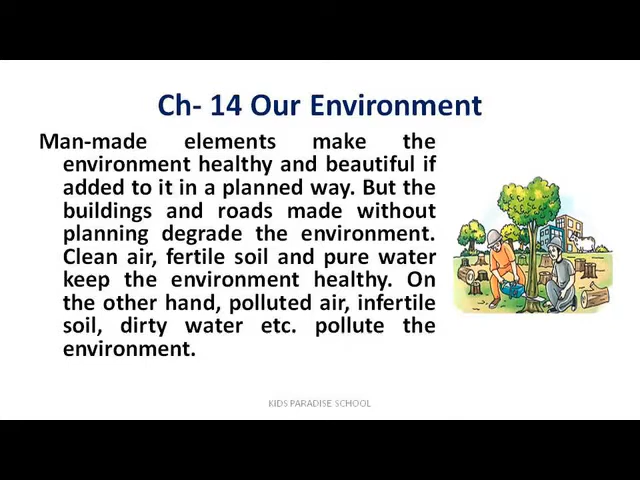 Ch- 14 Our Environment
Man-made elements make the
environment healthy and beautiful if
added to it in a planned way. But the
buildings and roads made without
planning degrade the environment.
Clean air, fertile soil and pure water
keep the environment healthy. On
the other hand, polluted air, infertile
soil, dirty water etc. pollute the
environment.
KIDS PARADISE SCHOOL